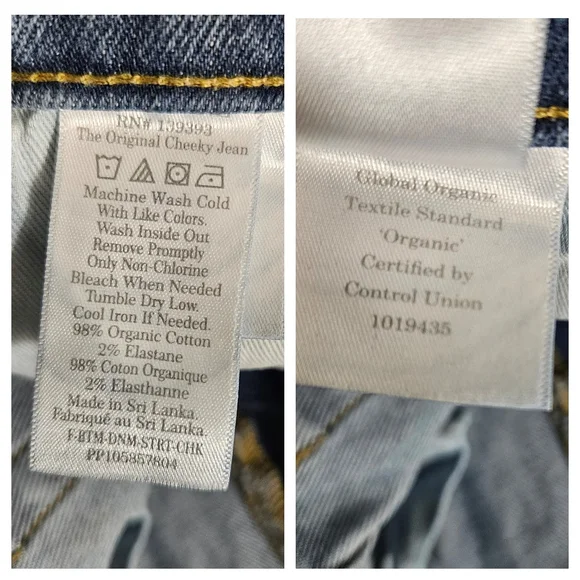 RN# 139393
The Original Cheeky Jean
Machine Wash Cold
With Like Colors.
Wash Inside Out
Remove Promptly
Only Non-Chlorine
Bleach When Needed
Tumble Dry Low.
Cool Iron If Needed.
98% Organic Cotton
2% Elastane
98% Coton Organique
2% Elasthanne
Made in Sri Lanka.
Fabriqué au Sri Lanka.
F-BTM-DNM-STRT-CHK
PP105857804
Global Organic
Textile Standard
'Organic'
Certified by
Control Union
1019435